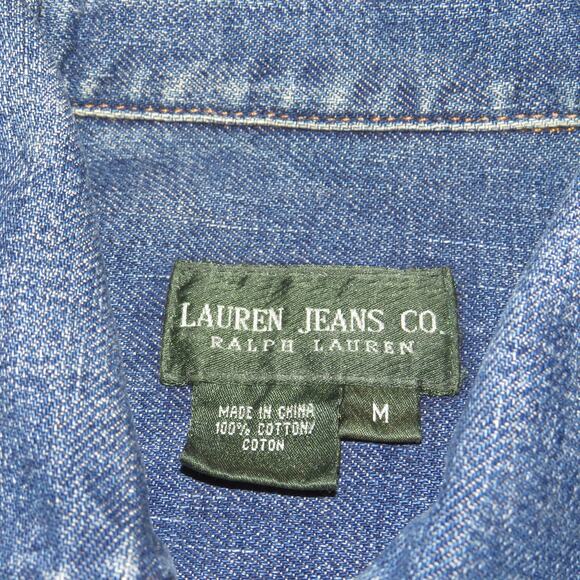 LAUREN JEANS CO.
RALPH LAUREN
M
MADE IN CHINA
100% COTTON/
COTON